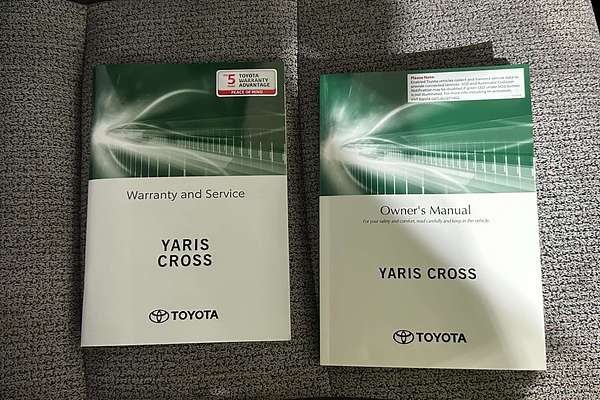 5
TOYOTA
WARRANTY
ADVANTAGE
PEACE OF MIND
Warranty and Service
YARIS
CROSS
TOYOTA
Please Note:
Owner's Manual
For your safety and comfort, read carefully and keep in the vehicle.
YARIS CROSS
TOYOTA